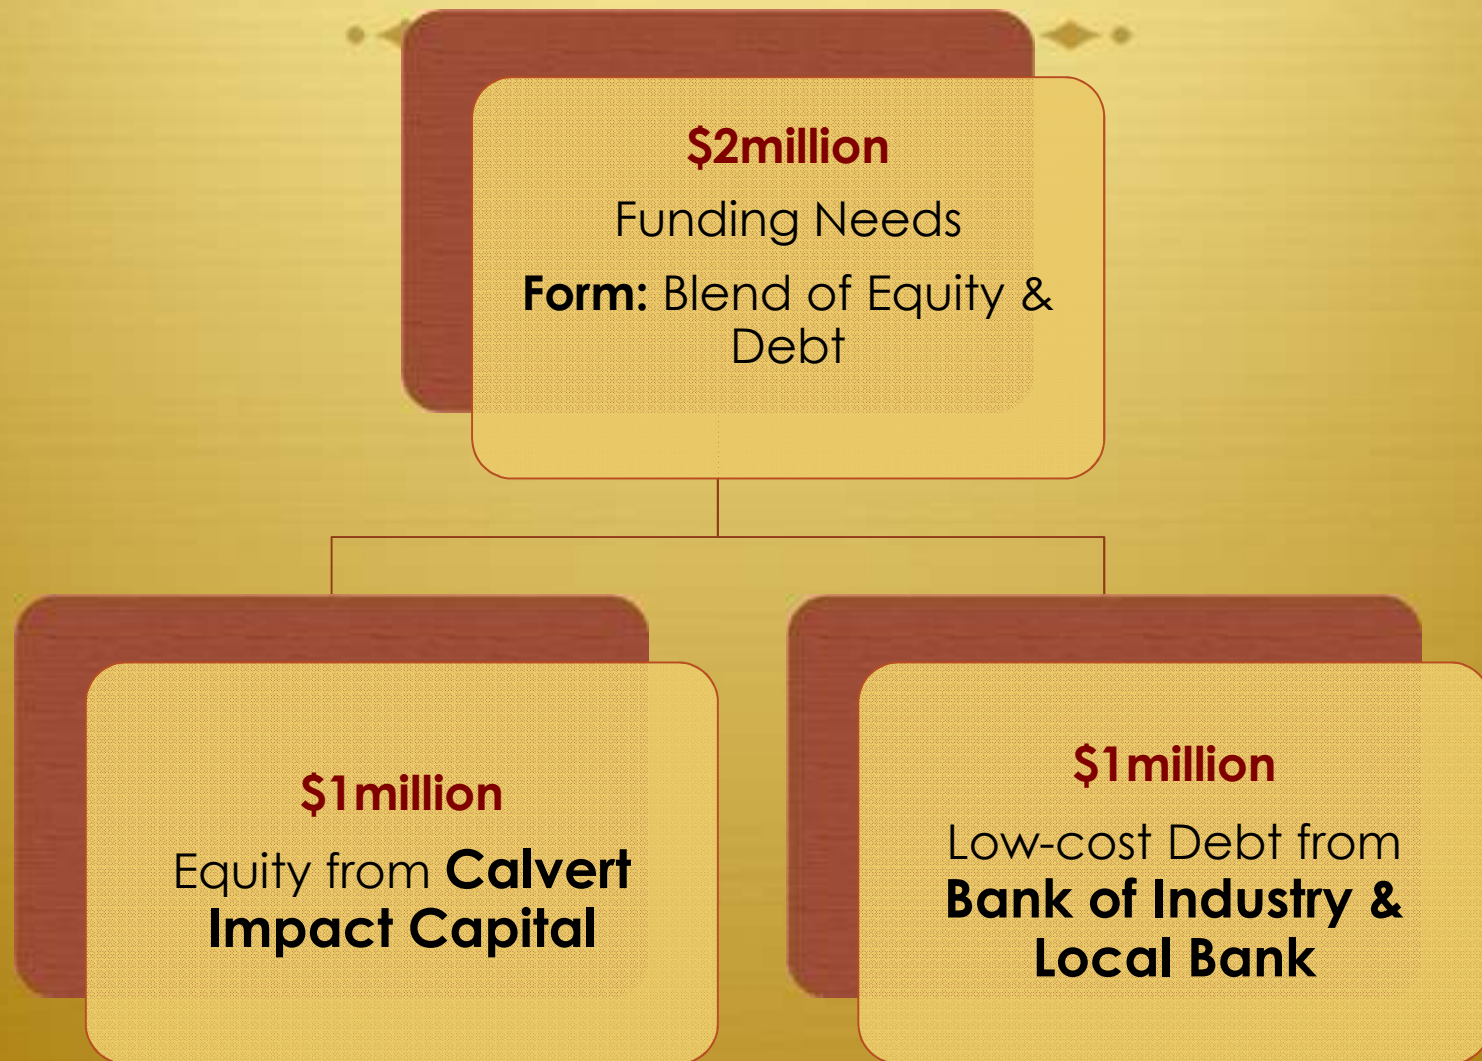 $2million
Funding Needs
Form: Blend of Equity &
Debt
$1million
Equity from Calvert
Impact Capital
$1million
Low-cost Debt from
Bank of Industry &
Local Bank